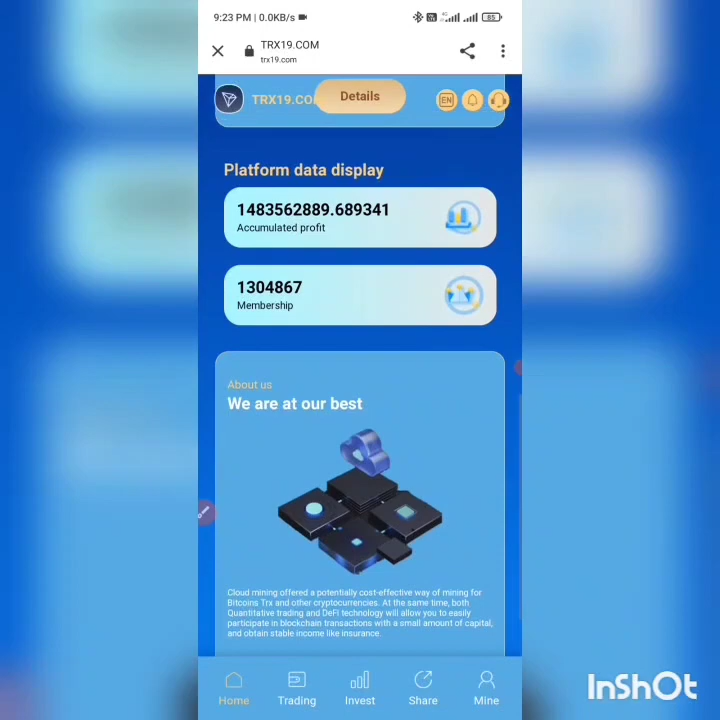 9:23 PM | 0.0KB/s
4G
85
TRX19.COM
trx19.com
TRX19.CO
Details
EN
Platform data display
1483562889.689341
Accumulated profit
1304867
Membership
About us
We are at our best
Cloud mining offered a potentially cost-effective way of mining for
Bitcoins Trx and other cryptocurrencies. At the same time, both
Quantitative trading and DeFi technology will allow you to easily
participate in blockchain transactions with a small amount of capital,
and obtain stable income like insurance.
Home
Trading
Invest
Share
Mine
InShOt